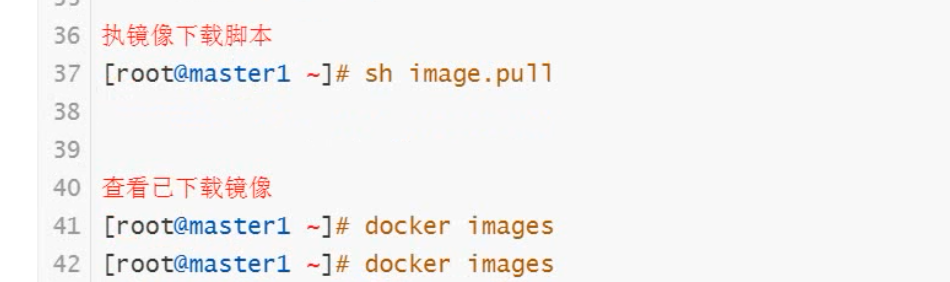 36 执镜像下载脚本
37 [root@master1 ~]# sh image.pull
38
39
40 查看已下载镜像
41 [root@master1 ~]# docker images
42 [root@master1 ~]# docker images